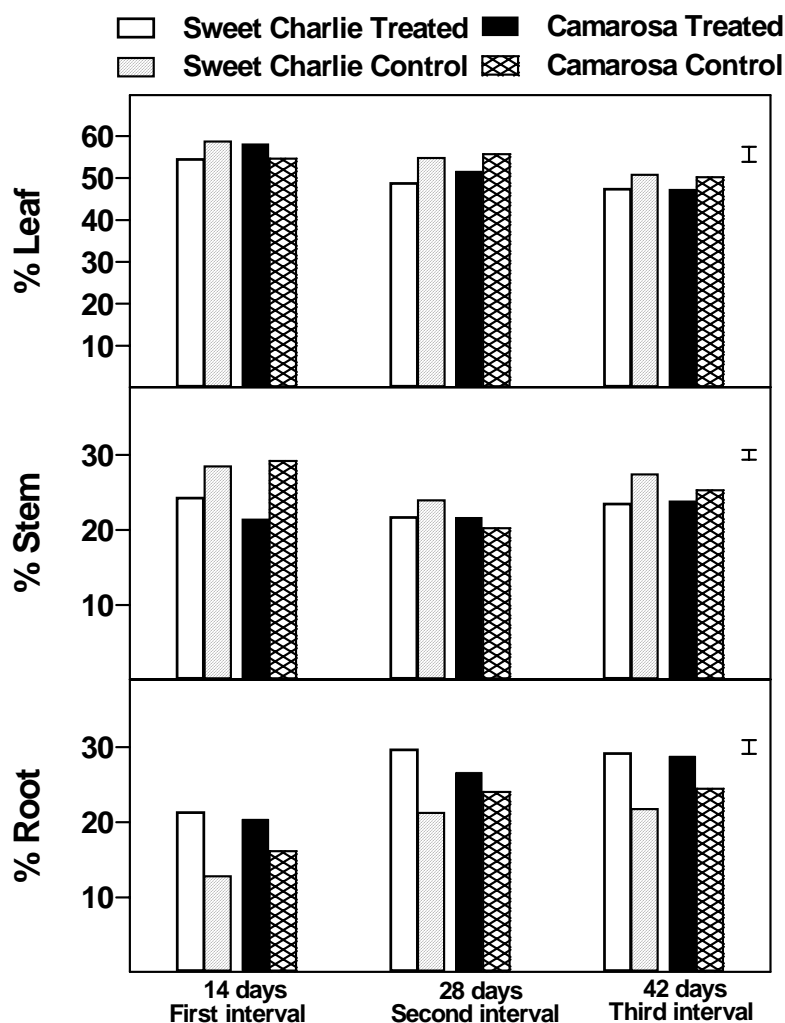 Sweet Charlie Treated Camarosa Treated
Sweet Charlie Control Camarosa Control
% Leaf
60
50
40
30
20
10
% Stem
30
20
10
% Root
30
20
10
14 days 28 days 42 days
First interval Second interval Third interval